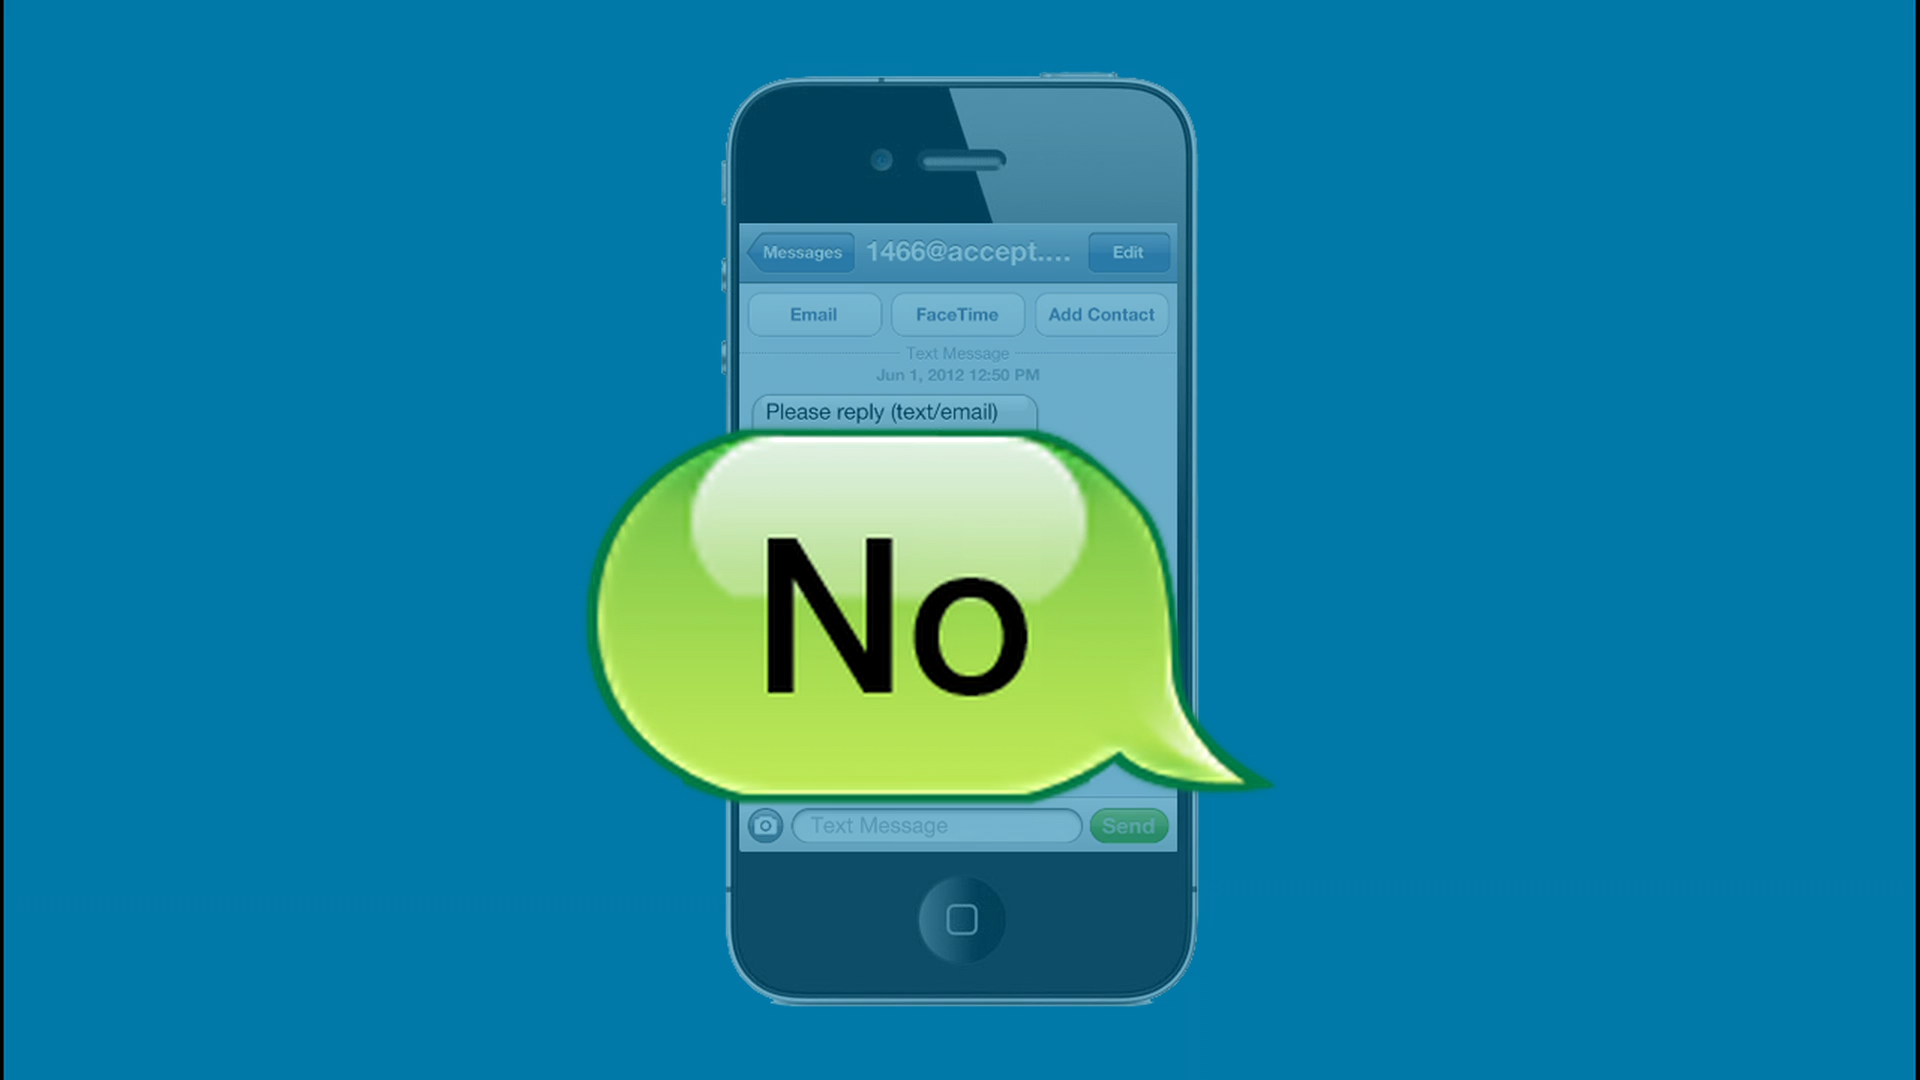 Messages 1466@accept.... Edit
Email FaceTime Add Contact
Text Message
Jun 1, 2012 12:50 PM
Please reply (text/email)
No
Text Message Send